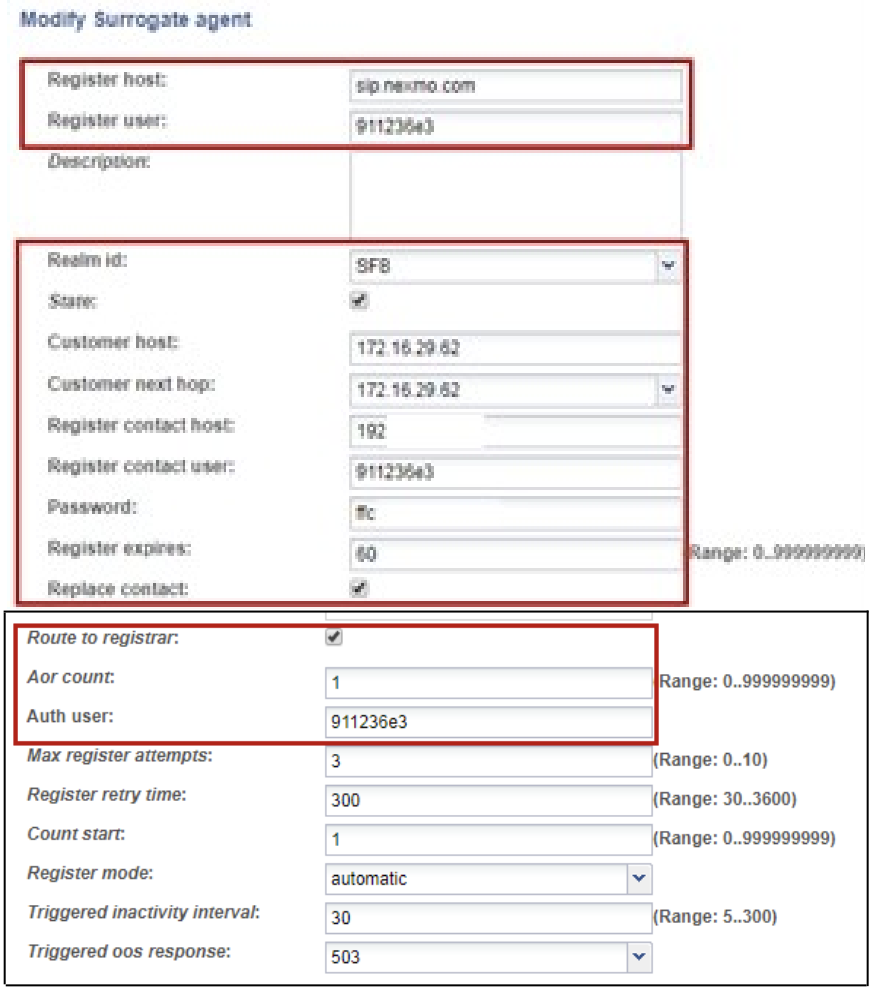 Modify Surrogate agent
Register host: sip.nexmo.com
Register user: 911236e3
Description:
Realm id: SFB
State:
Customer host: 172.16.29.62
Customer next hop: 172.16.29.62
Register contact host: 192
Register contact user: 911236e3
Password: ffc
Register expires: 60 (Range: 0..999999999)
Replace contact:
Route to registrar:
Aor count: 1 (Range: 0..999999999)
Auth user: 911236e3
Max register attempts: 3 (Range: 0..10)
Register retry time: 300 (Range: 30..3600)
Count start: 1 (Range: 0..999999999)
Register mode: automatic
Triggered inactivity interval: 30 (Range: 5..300)
Triggered oos response: 503